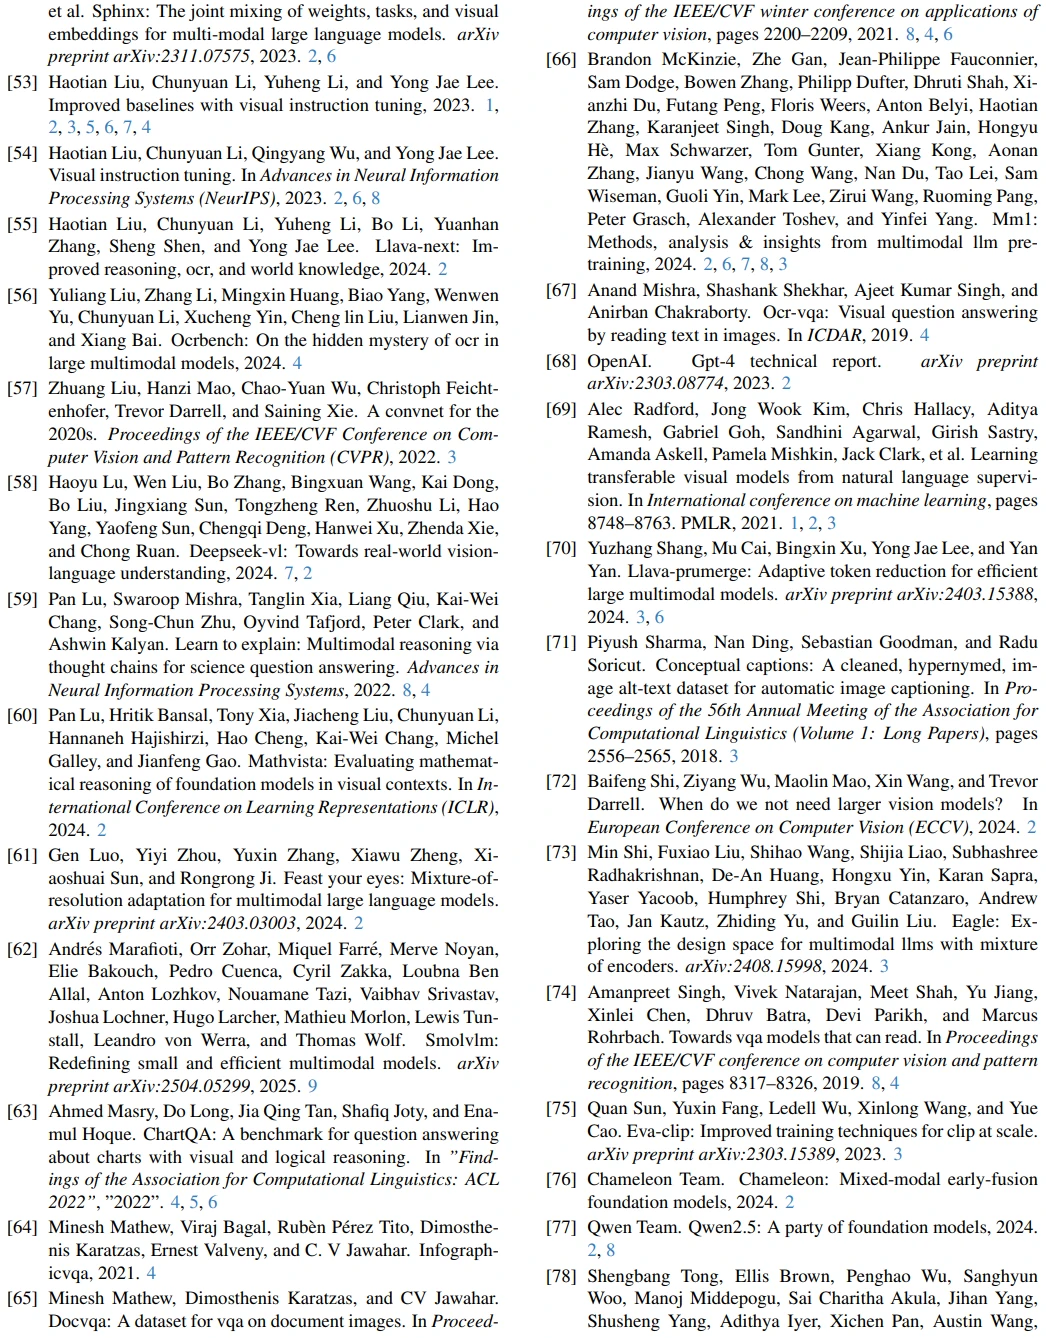 et al. Sphinx: The joint mixing of weights, tasks, and visual
embeddings for multi-modal large language models. arXiv
preprint arXiv:2311.07575, 2023. 2, 6
[53] Haotian Liu, Chunyuan Li, Yuheng Li, and Yong Jae Lee.
Improved baselines with visual instruction tuning, 2023. 1,
2, 3, 5, 6, 7, 4
[54] Haotian Liu, Chunyuan Li, Qingyang Wu, and Yong Jae Lee.
Visual instruction tuning. In Advances in Neural Information
Processing Systems (NeurIPS), 2023. 2, 6, 8
[55] Haotian Liu, Chunyuan Li, Yuheng Li, Bo Li, Yuanhan
Zhang, Sheng Shen, and Yong Jae Lee. Llava-next: Im-
proved reasoning, ocr, and world knowledge, 2024. 2
[56] Yuliang Liu, Zhang Li, Mingxin Huang, Biao Yang, Wenwen
Yu, Chunyuan Li, Xucheng Yin, Cheng lin Liu, Lianwen Jin,
and Xiang Bai. Ocrbench: On the hidden mystery of ocr in
large multimodal models, 2024. 4
[57] Zhuang Liu, Hanzi Mao, Chao-Yuan Wu, Christoph Feicht-
enhofer, Trevor Darrell, and Saining Xie. A convnet for the
2020s. Proceedings of the IEEE/CVF Conference on Com-
puter Vision and Pattern Recognition (CVPR), 2022. 3
[58] Haoyu Lu, Wen Liu, Bo Zhang, Bingxuan Wang, Kai Dong,
Bo Liu, Jingxiang Sun, Tongzheng Ren, Zhuoshu Li, Hao
Yang, Yaofeng Sun, Chengqi Deng, Hanwei Xu, Zhenda Xie,
and Chong Ruan. Deepseek-vl: Towards real-world vision-
language understanding, 2024. 7, 2
[59] Pan Lu, Swaroop Mishra, Tanglin Xia, Liang Qiu, Kai-Wei
Chang, Song-Chun Zhu, Oyvind Tafjord, Peter Clark, and
Ashwin Kalyan. Learn to explain: Multimodal reasoning via
thought chains for science question answering. Advances in
Neural Information Processing Systems, 2022. 8, 4
[60] Pan Lu, Hritik Bansal, Tony Xia, Jiacheng Liu, Chunyuan Li,
Hannaneh Hajishirzi, Hao Cheng, Kai-Wei Chang, Michel
Galley, and Jianfeng Gao. Mathvista: Evaluating mathemat-
ical reasoning of foundation models in visual contexts. In In-
ternational Conference on Learning Representations (ICLR),
2024. 2
[61] Gen Luo, Yiyi Zhou, Yuxin Zhang, Xiawu Zheng, Xi-
aoshuai Sun, and Rongrong Ji. Feast your eyes: Mixture-of-
resolution adaptation for multimodal large language models.
arXiv preprint arXiv:2403.03003, 2024. 2
[62] Andrés Marafioti, Orr Zohar, Miquel Farré, Merve Noyan,
Elie Bakouch, Pedro Cuenca, Cyril Zakka, Loubna Ben
Allal, Anton Lozhkov, Nouamane Tazi, Vaibhav Srivastav,
Joshua Lochner, Hugo Larcher, Mathieu Morlon, Lewis Tun-
stall, Leandro von Werra, and Thomas Wolf. Smolvlm:
Redefining small and efficient multimodal models. arXiv
preprint arXiv:2504.05299, 2025. 9
[63] Ahmed Masry, Do Long, Jia Qing Tan, Shafiq Joty, and Ena-
mul Hoque. ChartQA: A benchmark for question answering
about charts with visual and logical reasoning. In ”Find-
ings of the Association for Computational Linguistics: ACL
2022”, ”2022”. 4, 5, 6
[64] Minesh Mathew, Viraj Bagal, Rubèn Pérez Tito, Dimosthe-
nis Karatzas, Ernest Valveny, and C. V Jawahar. Infograph-
icvqa, 2021. 4
[65] Minesh Mathew, Dimosthenis Karatzas, and CV Jawahar.
Docvqa: A dataset for vqa on document images. In Proceed-
ings of the IEEE/CVF winter conference on applications of
computer vision, pages 2200–2209, 2021. 8, 4, 6
[66] Brandon McKinzie, Zhe Gan, Jean-Philippe Fauconnier,
Sam Dodge, Bowen Zhang, Philipp Dufter, Dhruti Shah, Xi-
anzhi Du, Futang Peng, Floris Weers, Anton Belyi, Haotian
Zhang, Karanjeet Singh, Doug Kang, Ankur Jain, Hongyu
Hè, Max Schwarzer, Tom Gunter, Xiang Kong, Aonan
Zhang, Jianyu Wang, Chong Wang, Nan Du, Tao Lei, Sam
Wiseman, Guoli Yin, Mark Lee, Zirui Wang, Ruoming Pang,
Peter Grasch, Alexander Toshev, and Yinfei Yang. Mm1:
Methods, analysis & insights from multimodal llm pre-
training, 2024. 2, 6, 7, 8, 3
[67] Anand Mishra, Shashank Shekhar, Ajeet Kumar Singh, and
Anirban Chakraborty. Ocr-vqa: Visual question answering
by reading text in images. In ICDAR, 2019. 4
[68] OpenAI. Gpt-4 technical report. arXiv preprint
arXiv:2303.08774, 2023. 2
[69] Alec Radford, Jong Wook Kim, Chris Hallacy, Aditya
Ramesh, Gabriel Goh, Sandhini Agarwal, Girish Sastry,
Amanda Askell, Pamela Mishkin, Jack Clark, et al. Learning
transferable visual models from natural language supervi-
sion. In International conference on machine learning, pages
8748–8763. PMLR, 2021. 1, 2, 3
[70] Yuzhang Shang, Mu Cai, Bingxin Xu, Yong Jae Lee, and Yan
Yan. Llava-prumerge: Adaptive token reduction for efficient
large multimodal models. arXiv preprint arXiv:2403.15388,
2024. 3, 6
[71] Piyush Sharma, Nan Ding, Sebastian Goodman, and Radu
Soricut. Conceptual captions: A cleaned, hypernymed, im-
age alt-text dataset for automatic image captioning. In Pro-
ceedings of the 56th Annual Meeting of the Association for
Computational Linguistics (Volume 1: Long Papers), pages
2556–2565, 2018. 3
[72] Baifeng Shi, Ziyang Wu, Maolin Mao, Xin Wang, and Trevor
Darrell. When do we not need larger vision models? In
European Conference on Computer Vision (ECCV), 2024. 2
[73] Min Shi, Fuxiao Liu, Shihao Wang, Shijia Liao, Subhashree
Radhakrishnan, De-An Huang, Hongxu Yin, Karan Sapra,
Yaser Yacoob, Humphrey Shi, Bryan Catanzaro, Andrew
Tao, Jan Kautz, Zhiding Yu, and Guilin Liu. Eagle: Ex-
ploring the design space for multimodal llms with mixture
of encoders. arXiv:2408.15998, 2024. 3
[74] Amanpreet Singh, Vivek Natarajan, Meet Shah, Yu Jiang,
Xinlei Chen, Dhruv Batra, Devi Parikh, and Marcus
Rohrbach. Towards vqa models that can read. In Proceedings
of the IEEE/CVF conference on computer vision and pattern
recognition, pages 8317–8326, 2019. 8, 4
[75] Quan Sun, Yuxin Fang, Ledell Wu, Xinlong Wang, and Yue
Cao. Eva-clip: Improved training techniques for clip at scale.
arXiv preprint arXiv:2303.15389, 2023. 3
[76] Chameleon Team. Chameleon: Mixed-modal early-fusion
foundation models, 2024. 2
[77] Qwen Team. Qwen2.5: A party of foundation models, 2024.
2, 8
[78] Shengbang Tong, Ellis Brown, Penghao Wu, Sanghyun
Woo, Manoj Middepogu, Sai Charitha Akula, Jihan Yang,
Shusheng Yang, Adithya Iyer, Xichen Pan, Austin Wang,